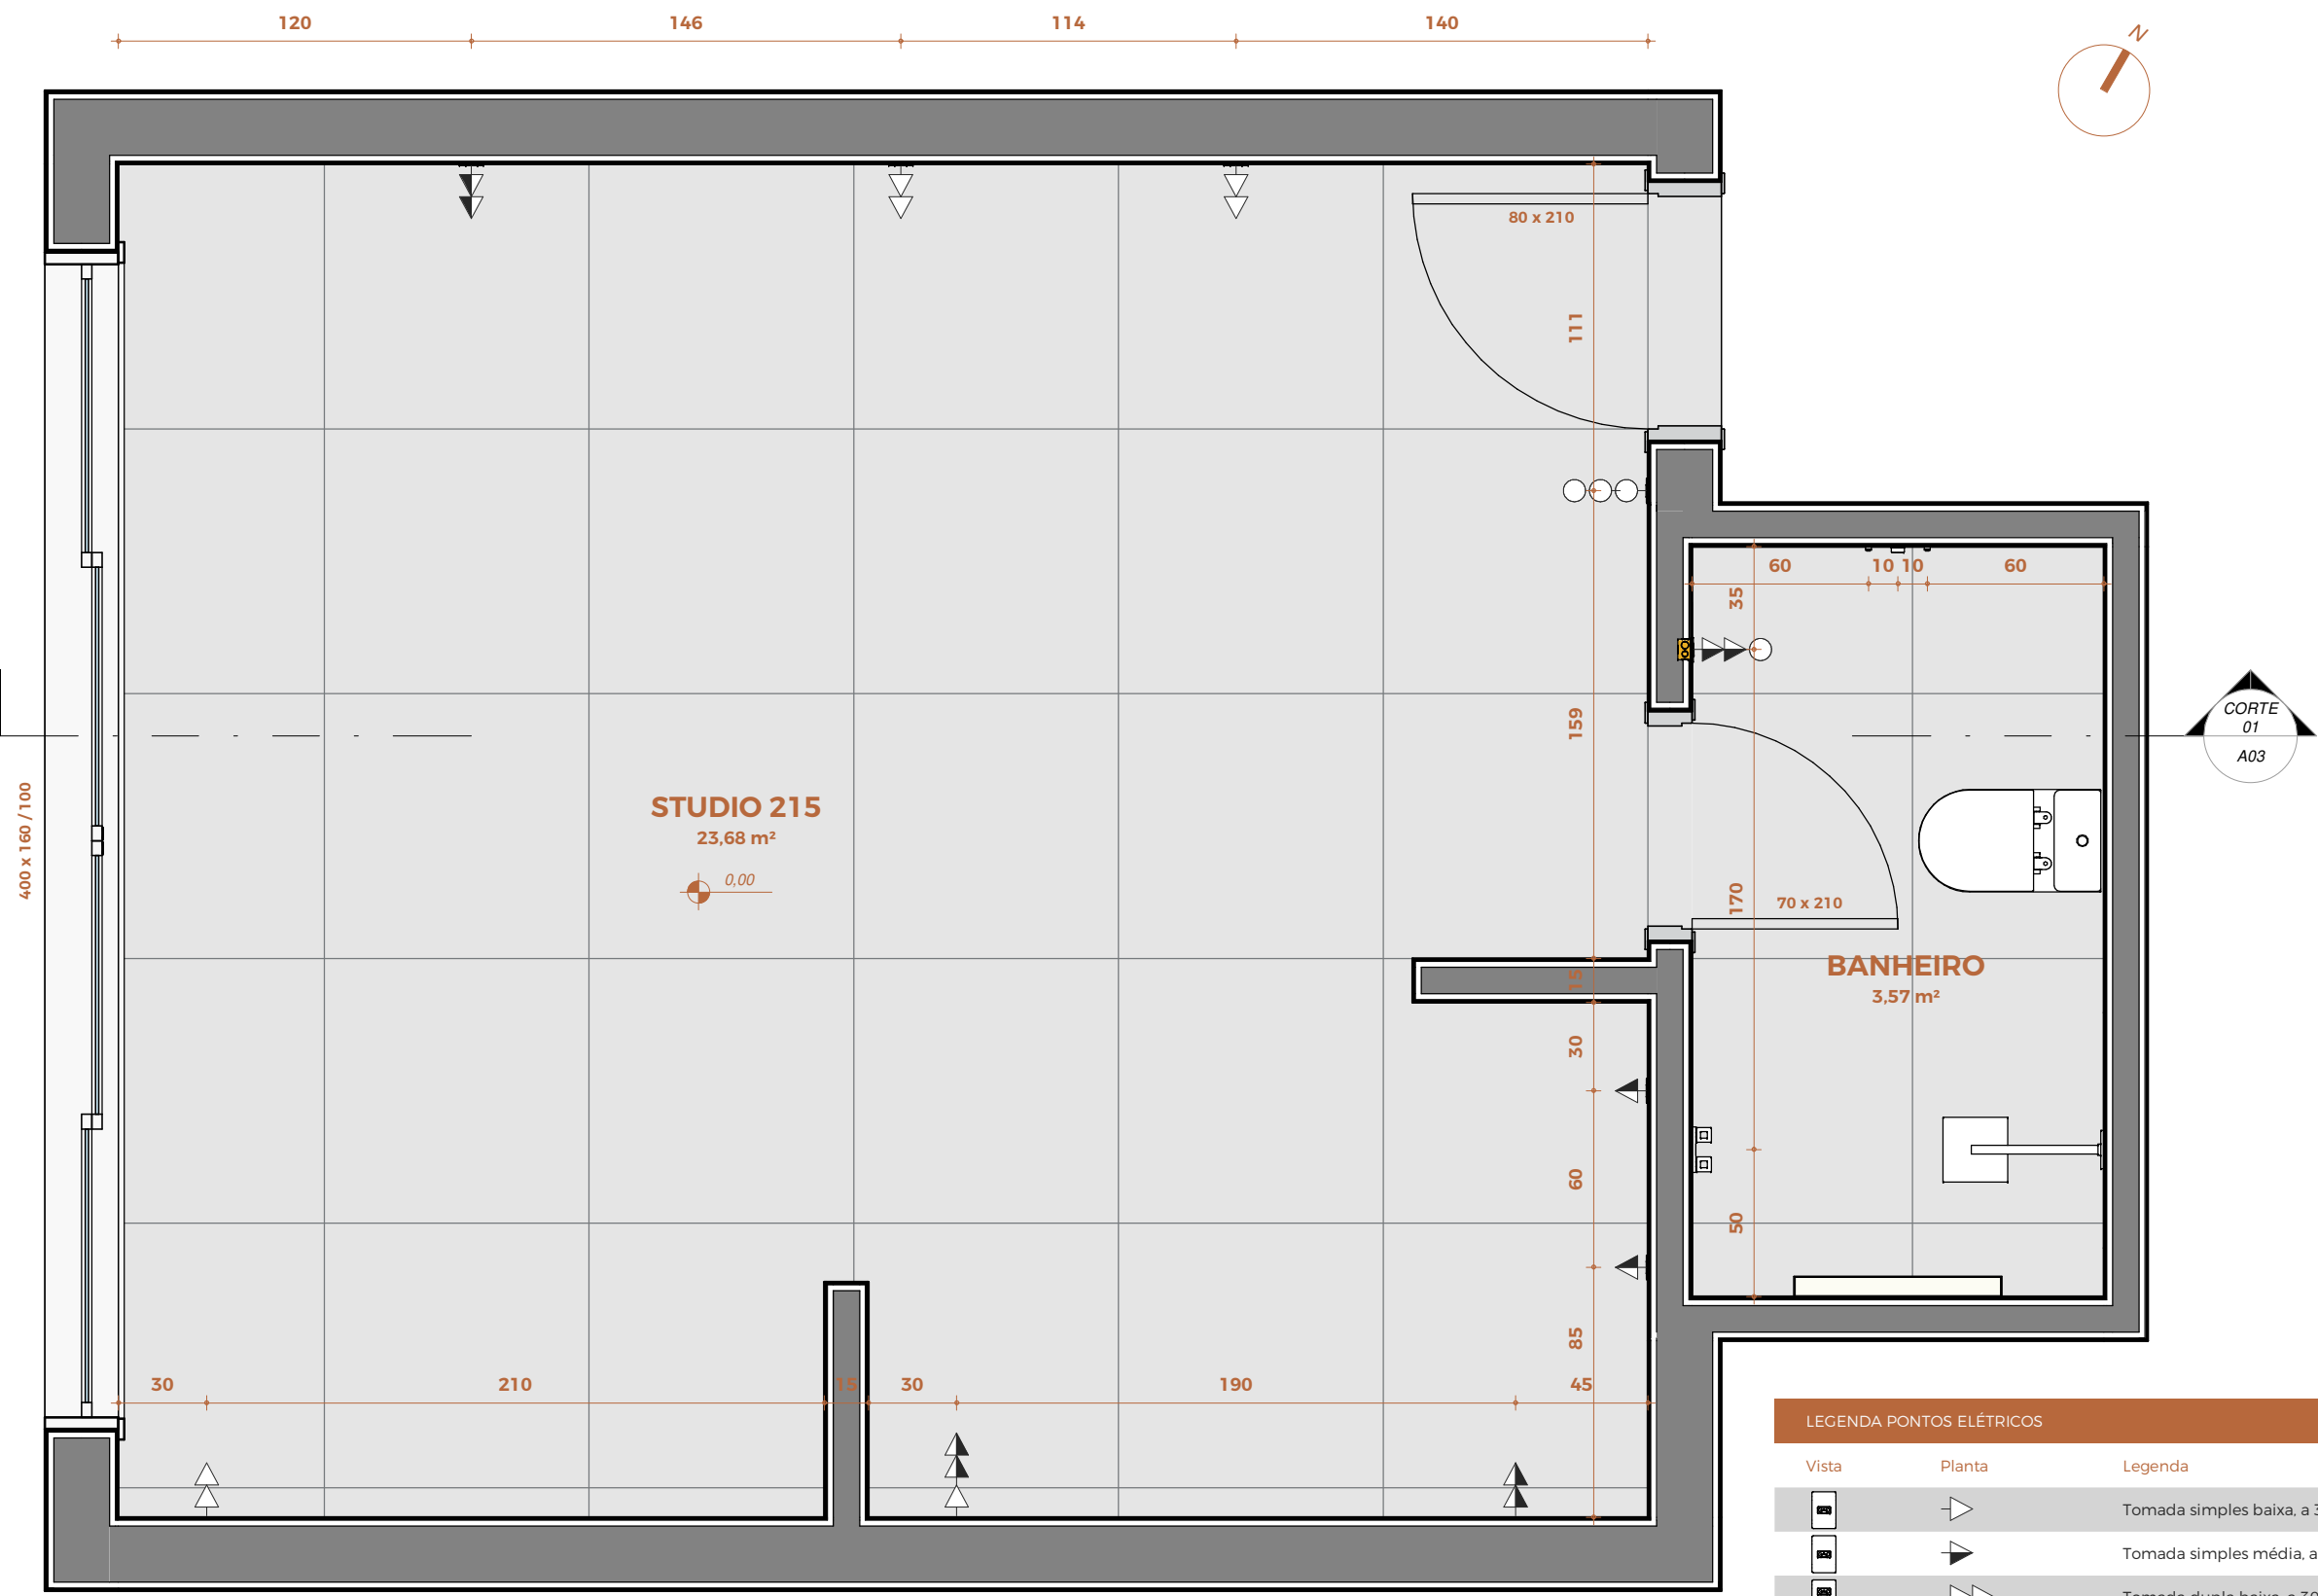 120 146 114 140
N
80 x 210
111
60 10 10 60
35
159
CORTE
01
A03
400 x 160 / 100
STUDIO 215
23,68 m²
0,00
170
70 x 210
BANHEIRO
3,57 m²
15
30
60
50
85
30 210 15 30 190 45
LEGENDA PONTOS ELÉTRICOS
Vista Planta Legenda
Tomada simples baixa, a
Tomada simples média, a